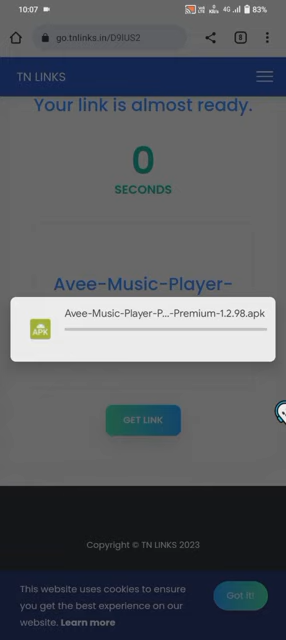 10:07
4G 83%
go.tnlinks.in/D9IUS2
8
TN LINKS
Your link is almost ready.
0
SECONDS
Avee-Music-Player-
APK
Avee-Music-Player-P...-Premium-1.2.98.apk
GET LINK
Copyright © TN LINKS 2023
This website uses cookies to ensure
you get the best experience on our
website. Learn more
Got it!